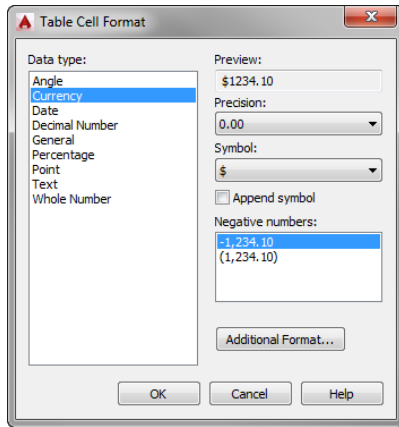 Table Cell Format
Data type:
Angle
Currency
Date
Decimal Number
General
Percentage
Point
Text
Whole Number
Preview:
$1234.10
Precision:
0.00
Symbol:
$
Append symbol
Negative numbers:
-1,234.10
(1,234.10)
Additional Format...
OK
Cancel
Help